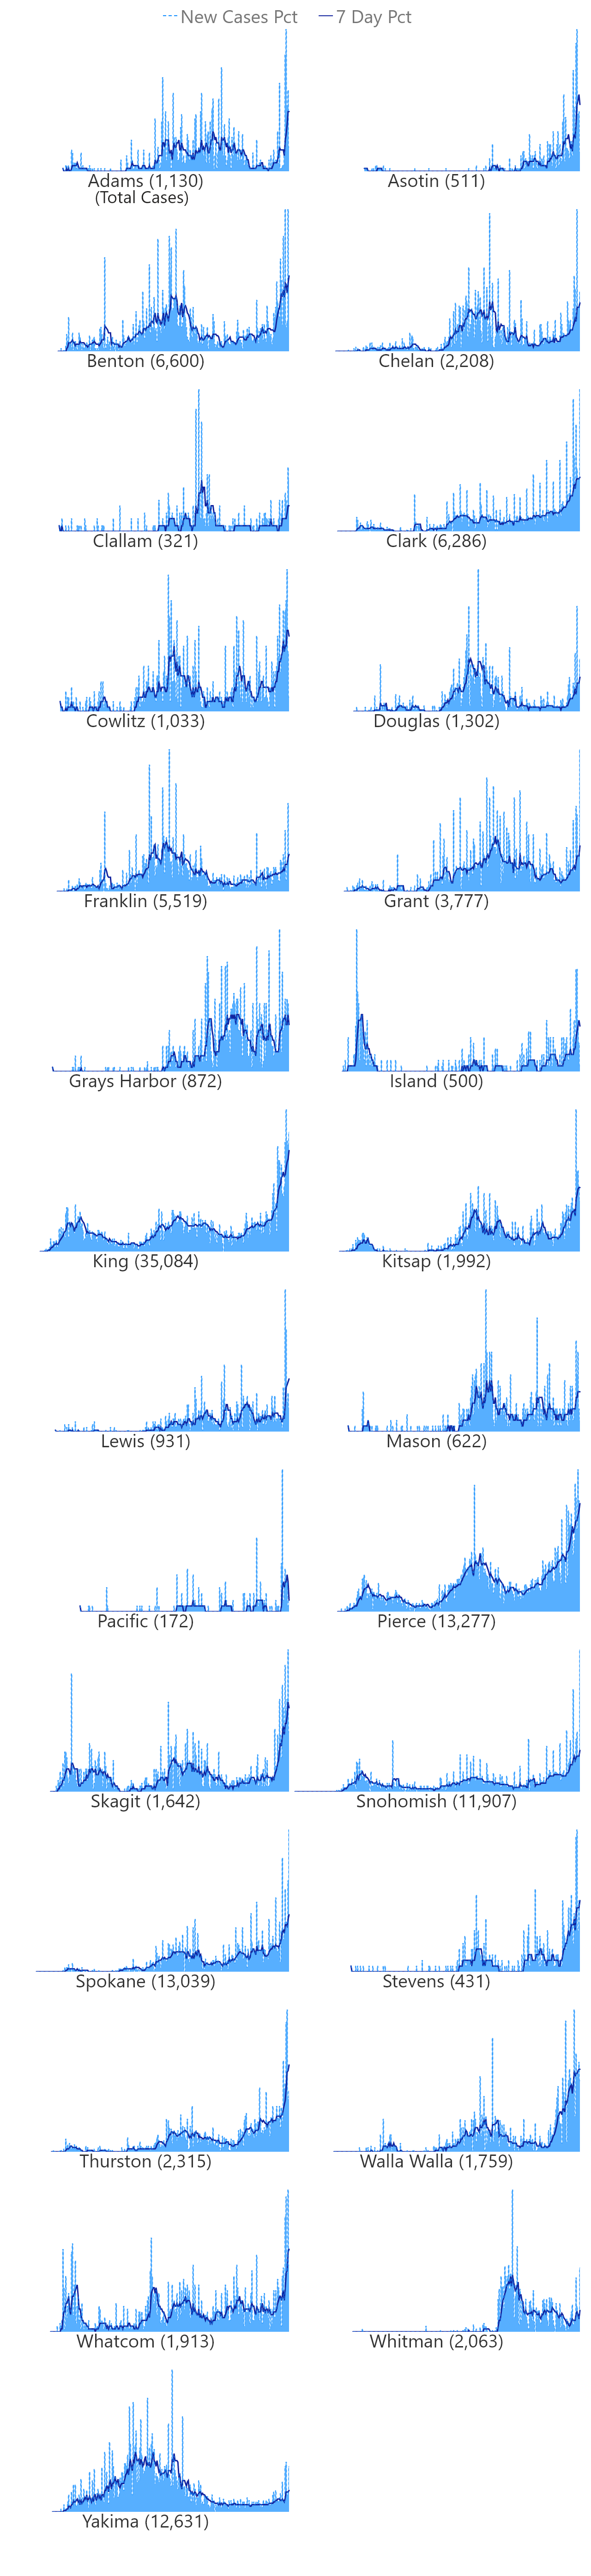 New Cases Pct 7 Day Pct
Adams (1,130) Asotin (511)
(Total Cases)
Benton (6,600) Chelan (2,208)
Clallam (321) Clark (6,286)
Cowlitz (1,033) Douglas (1,302)
Franklin (5,519) Grant (3,777)
Grays Harbor (872) Island (500)
King (35,084) Kitsap (1,992)
Lewis (931) Mason (622)
Pacific (172) Pierce (13,277)
Skagit (1,642) Snohomish (11,907)
Spokane (13,039) Stevens (431)
Thurston (2,315) Walla Walla (1,759)
Whatcom (1,913) Whitman (2,063)
Yakima (12,631)